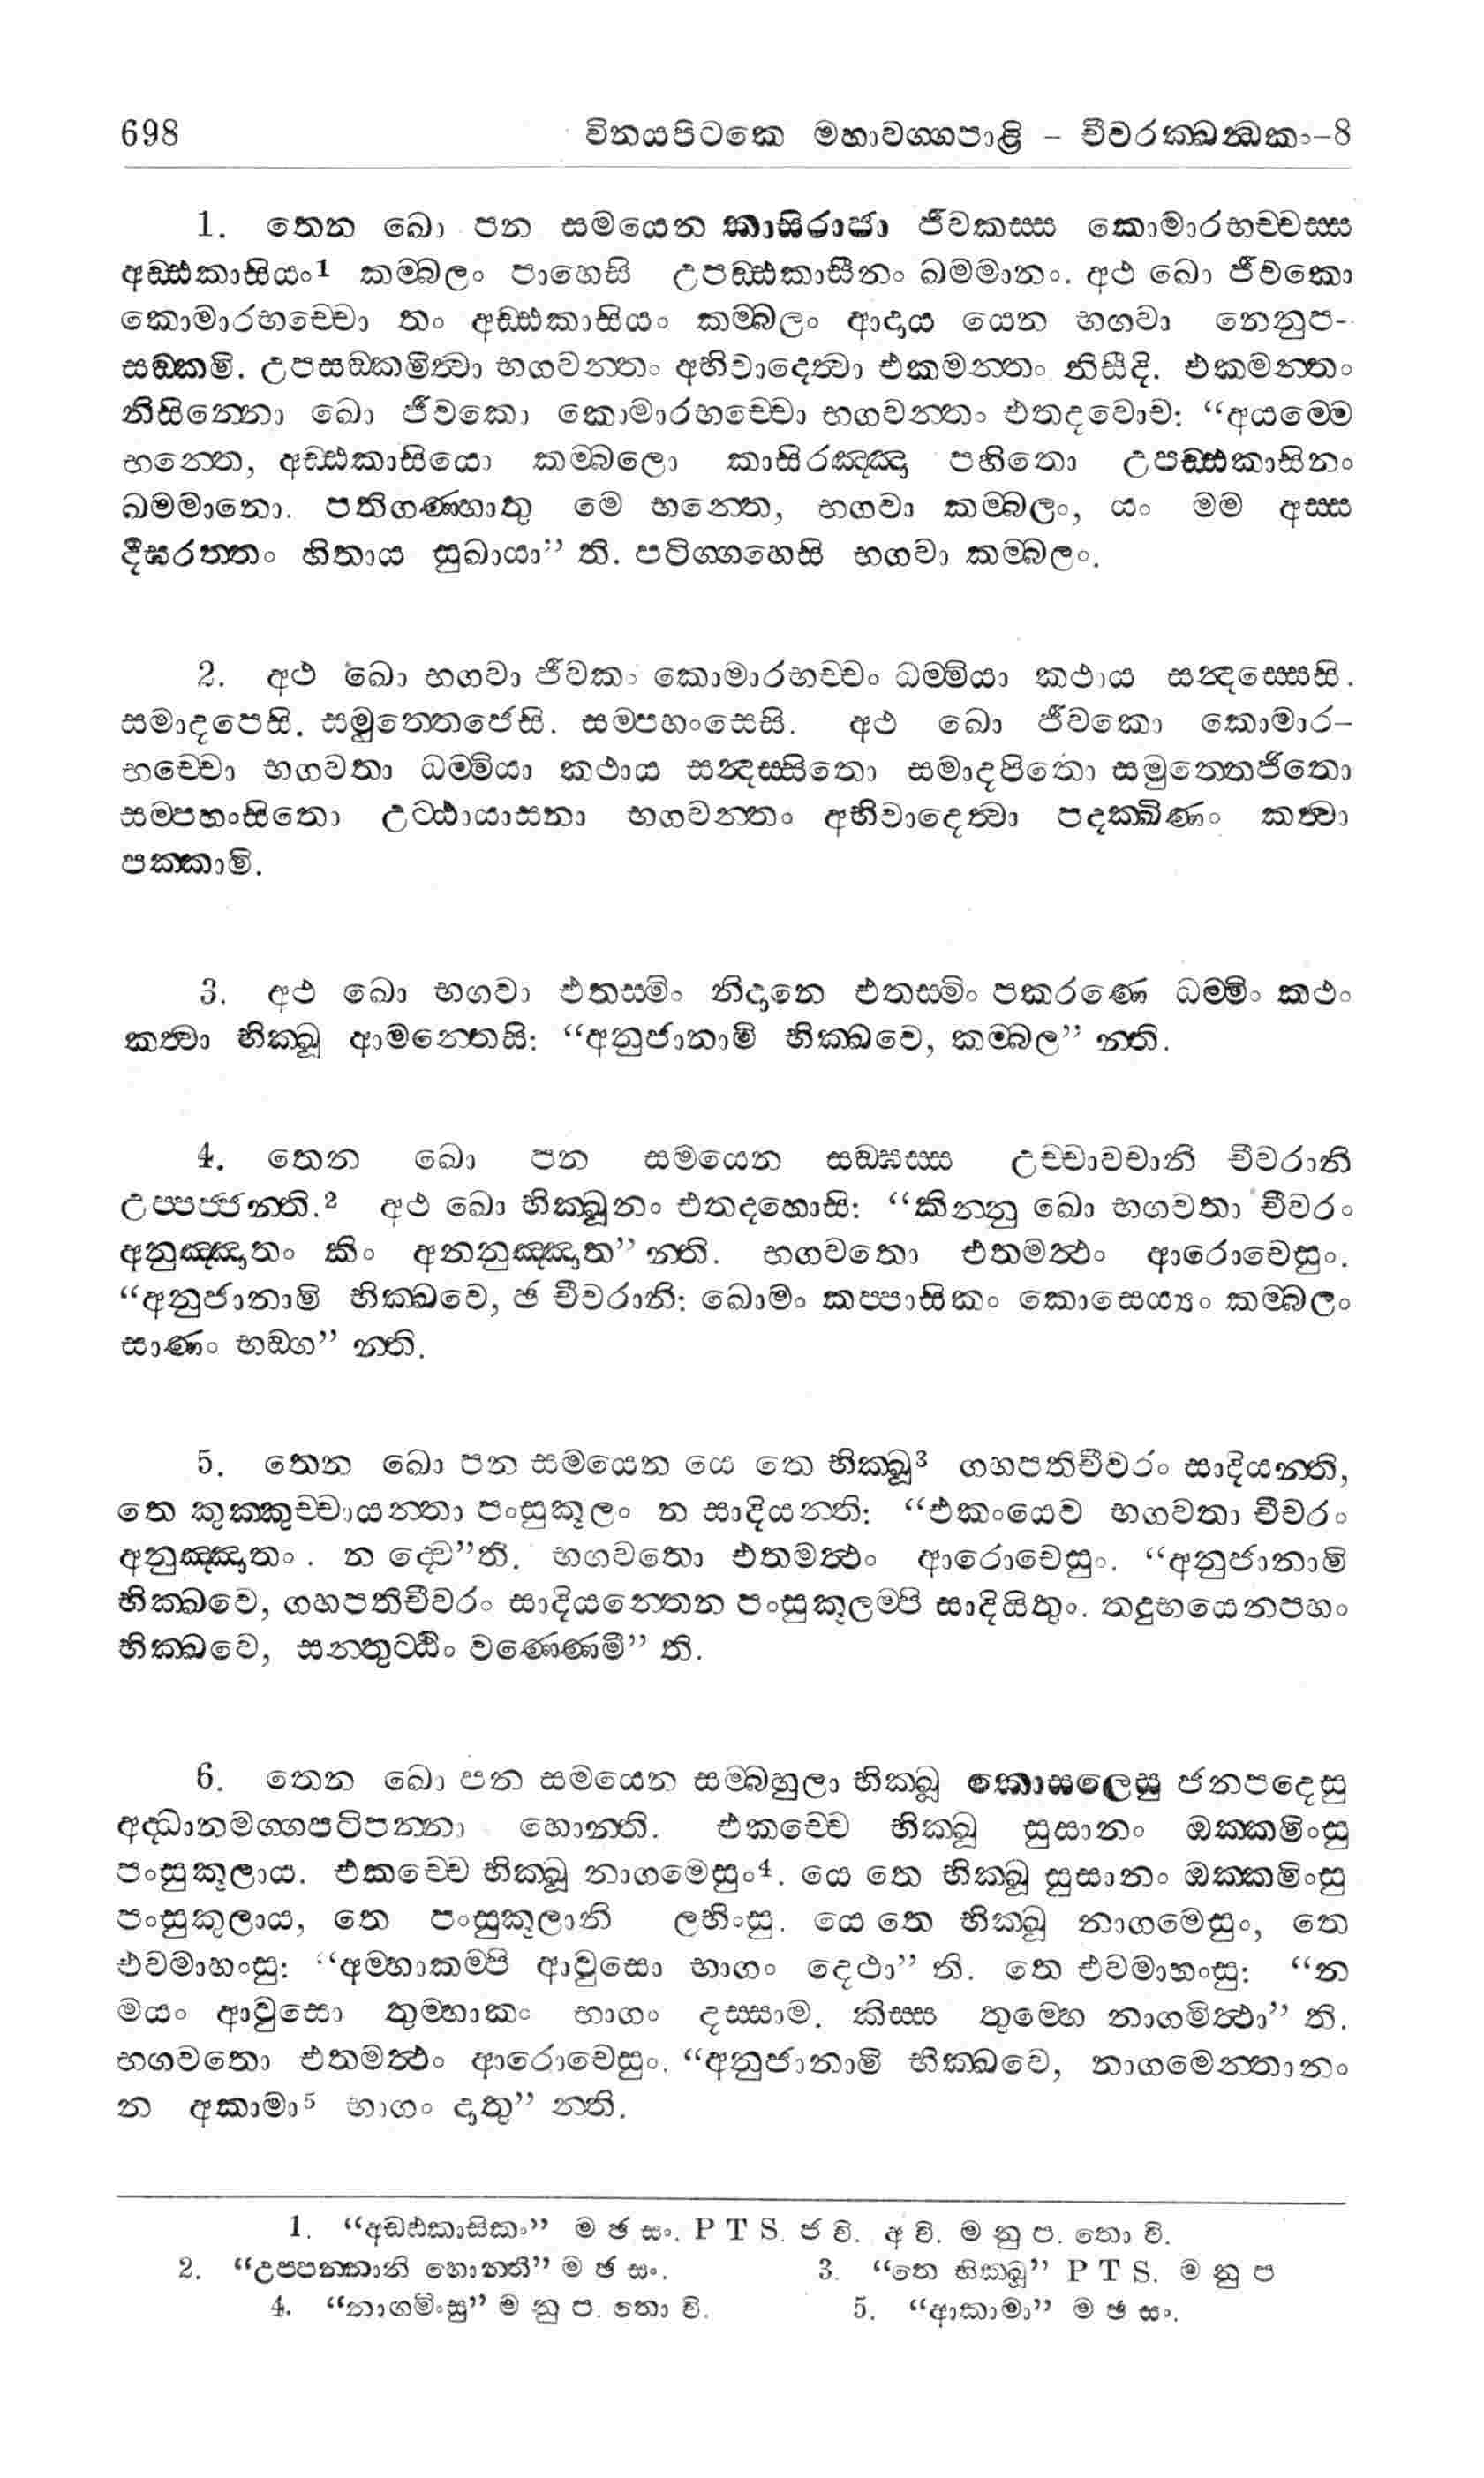 698 විනයපිටකෙ මහාවග්ගපාළි – චීවරක්ඛන්ධකං–8
1. තෙන ඛො පන සමයෙන කාසිරාජා ජීවකස්ස කොමාරභච්චස්ස
අඩ්ඪකාසියං1 කම්බලං පාහෙසි උපඩ්ඪකාසීනං ඛමමානං. අථ ඛො ජීවකො
කොමාරභච්චො තං අඩ්ඪකාසියං කම්බලං ආදාය යෙන භගවා තෙනුප-
සඞ්කමි. උපසඞ්කමිත්වා භගවන්තං අභිවාදෙත්වා එකමන්තං නිසීදි. එකමන්තං
නිසින්නො ඛො ජීවකො කොමාරභච්චො භගවන්තං එතදවොච: “අයම්මෙ
භන්තෙ, අඩ්ඪකාසියො කම්බලො කාසිරඤ්ඤා පහිතො උපඩ්ඪකාසිනං
ඛමමානො. පතිගණ්හාතු මෙ භන්තෙ, භගවා කම්බලං, යං මම අස්ස
දීඝරත්තං හිතාය සුඛායා” ති. පටිග්ගහෙසි භගවා කම්බලං.
2. අථ ඛො භගවා ජීවකං කොමාරභච්චං ධම්මියා කථාය සන්දස්සෙසි.
සමාදපෙසි. සමුත්තෙජෙසි. සම්පහංසෙසි. අථ ඛො ජීවකො කොමාර–
භච්චො භගවතා ධම්මියා කථාය සන්දස්සිතො සමාදපිතො සමුත්තෙජිතො
සම්පහංසිතො උට්ඨායාසනා භගවන්තං අභිවාදෙත්වා පදක්ඛිණං කත්වා
පක්කාමි.
3. අථ ඛො භගවා එතස්මිං නිදානෙ එතස්මිං පකරණෙ ධම්මිං කථං
කත්වා භික්ඛූ ආමන්තෙසි: “අනුජානාමි භික්ඛවෙ, කම්බල” න්ති.
4. තෙන ඛො පන සමයෙන සඞ්ඝස්ස උච්චාවචානි චීවරානි
උප්පජ්ජන්ති.2 අථ ඛො භික්ඛූනං එතදහොසි: “කින්නු ඛො භගවතා චීවරං
අනුඤ්ඤාතං කිං අනනුඤ්ඤාත” න්ති. භගවතො එතමත්ථං ආරොචෙසුං.
“අනුජානාමි භික්ඛවෙ, ඡ චීවරානි: ඛොමං කප්පාසිකං කොසෙය්‍යං කම්බලං
සාණං භඞ්ග” න්ති.
5. තෙන ඛො පන සමයෙන යෙ තෙ භික්ඛූ3 ගහපතිචීවරං සාදියන්ති,
තෙ කුක්කුච්චායන්තා පංසුකූලං න සාදියන්ති: “එකංයෙව භගවතා චීවරං
අනුඤ්ඤාතං. න ද්වෙ”ති. භගවතො එතමත්ථං ආරොචෙසුං. “අනුජානාමි
භික්ඛවෙ, ගහපතිචීවරං සාදියන්තෙන පංසුකූලම්පි සාදියිතුං. තදුභයෙනපහං
භික්ඛවෙ, සන්තුට්ඨිං වණ්ණෙමී” ති.
6. තෙන ඛො පන සමයෙන සම්බහුලා භික්ඛූ කොසලෙසු ජනපදෙසු
අද්ධානමග්ගපටිපන්නා හොන්ති. එකච්චෙ භික්ඛූ සුසානං ඔක්කමිංසු
පංසුකූලාය. එකච්චෙ භික්ඛූ නාගමෙසුං4. යෙ තෙ භික්ඛූ සුසානං ඔක්කමිංසු
පංසුකුලාය, තෙ පංසුකූලානි ලභිංසු. යෙ තෙ භික්ඛූ නාගමෙසුං, තෙ
එවමාහංසු: “අම්හාකම්පි ආවුසො භාගං දෙථා” ති. තෙ එවමාහංසු: “න
මයං ආවුසො තුම්හාකං භාගං දස්සාම. කිස්ස තුම්හෙ නාගමිත්ථා” ති.
භගවතො එතමත්ථං ආරොචෙසුං. “අනුජානාමි භික්ඛවෙ, නාගමෙන්තානං
න අකාමා5 භාගං දාතු” න්ති.
1. “අඩ්ඪකාසිකං” ම ඡ සං. P T S. ජ වි. අ වි. ම නු ප. තො වි.
2. “උප්පන්නානි හොන්ති” ම ඡ සං. 3. “තෙ භික්ඛූ” P T S. ම නු ප
4. “නාගමිංසු” ම නු ප. තො වි. 5. “ආකාමා” ම ඡ සං.